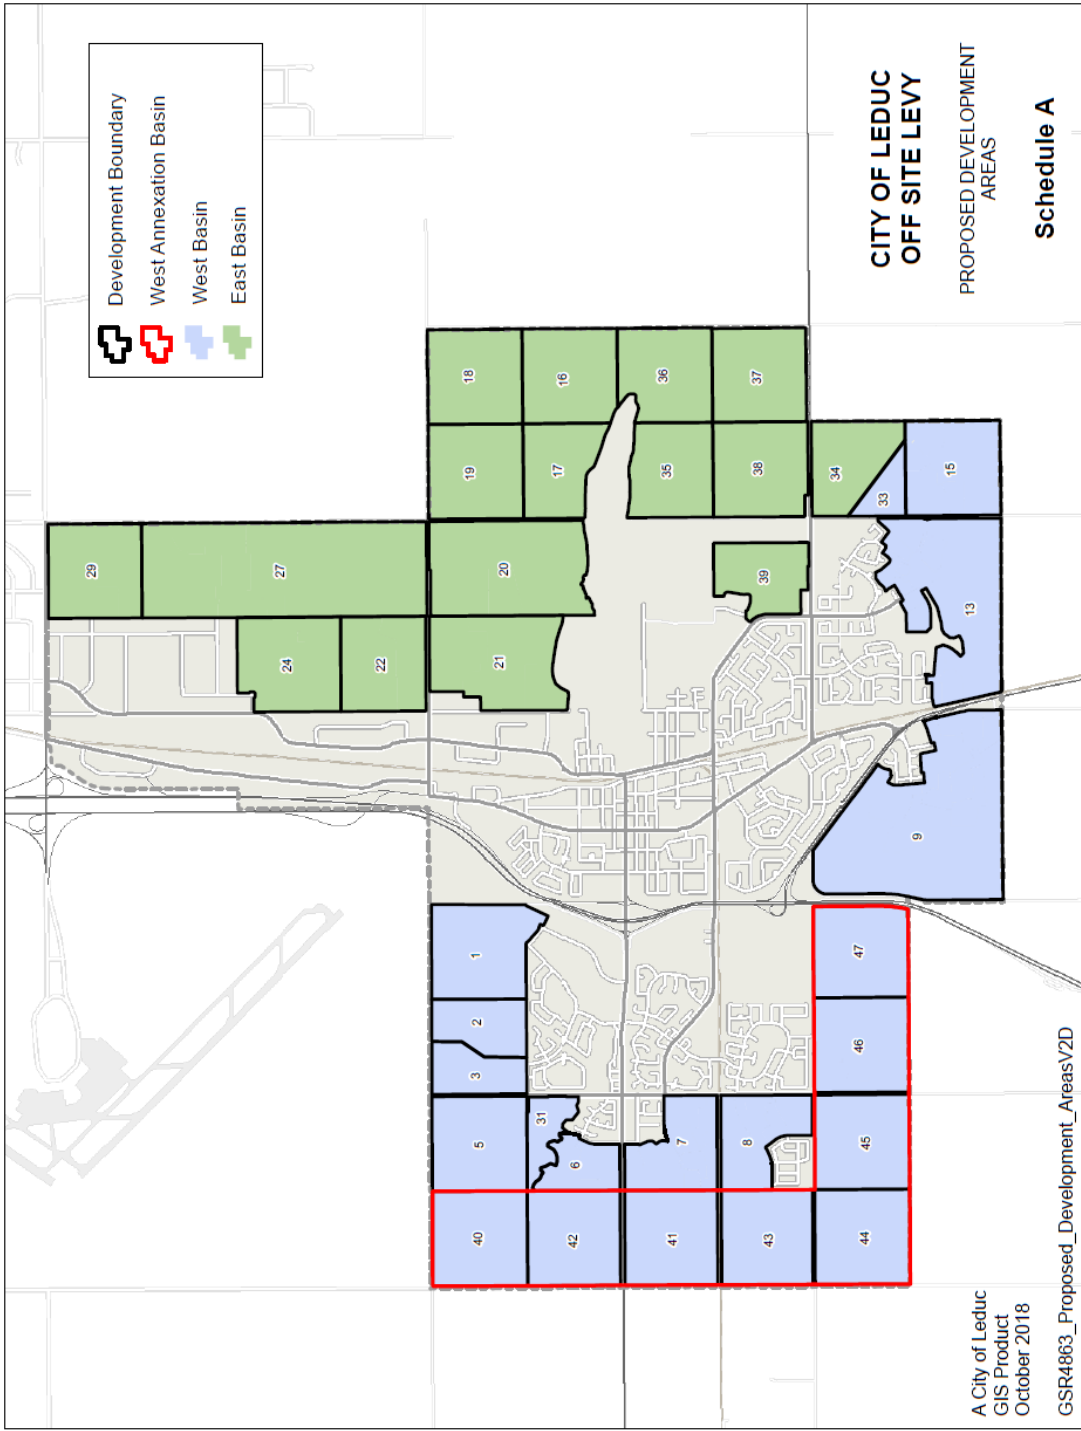 Development Boundary
West Annexation Basin
West Basin
East Basin
CITY OF LEDUC
OFF SITE LEVY
PROPOSED DEVELOPMENT
AREAS
Schedule A
29
27
24
22
19
18
17
16
20
21
35
36
38
37
39
34
33
15
13
9
1
2
3
5
31
6
7
8
40
42
41
43
44
45
46
47
A City of Leduc
GIS Product
October 2018
GSR4863_Proposed_Development_AreasV2D